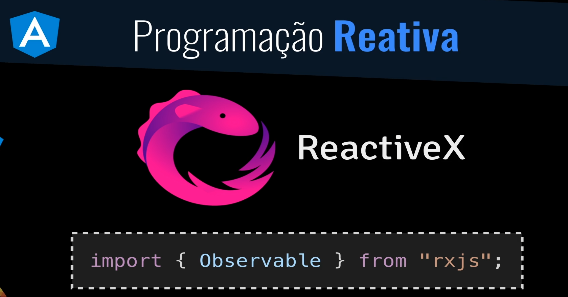 A
Programação Reativa
ReactiveX
import { Observable } from "rxjs";